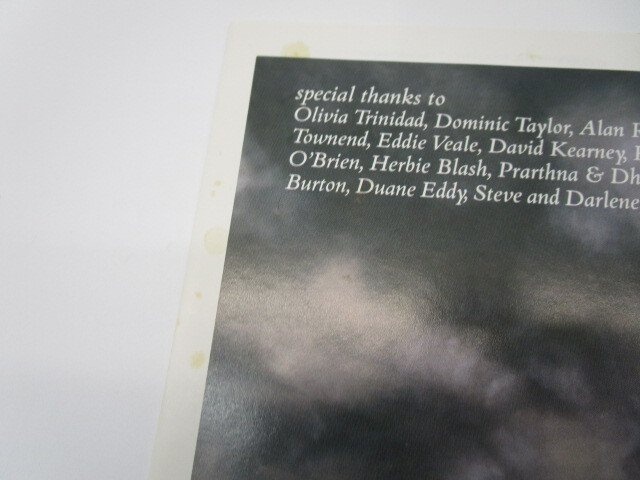 special thanks to
Olivia Trinidad, Dominic Taylor, Alan
Townend, Eddie Veale, David Kearney,
O'Brien, Herbie Blash, Prarthna & Dh
Burton, Duane Eddy, Steve and Darlene